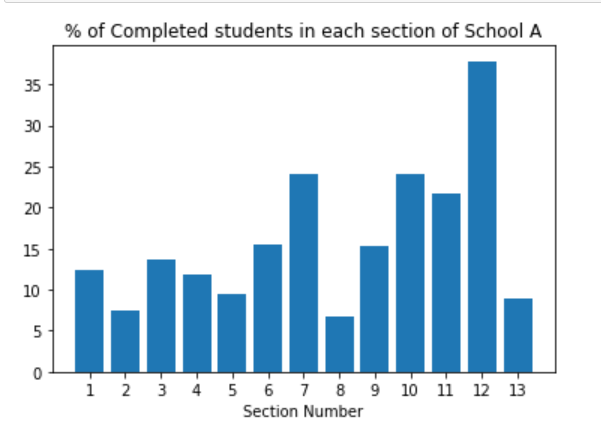 % of Completed students in each section of School A
35
30
25
20
15
10
5
0
1 2 3 4 5 6 7 8 9 10 11 12 13
Section Number